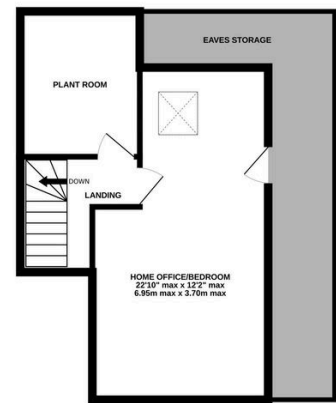 EAVES STORAGE
PLANT ROOM
DOWN
LANDING
HOME OFFICE/BEDROOM
22'10" max x 12'2" max
6.95m max x 3.70m max